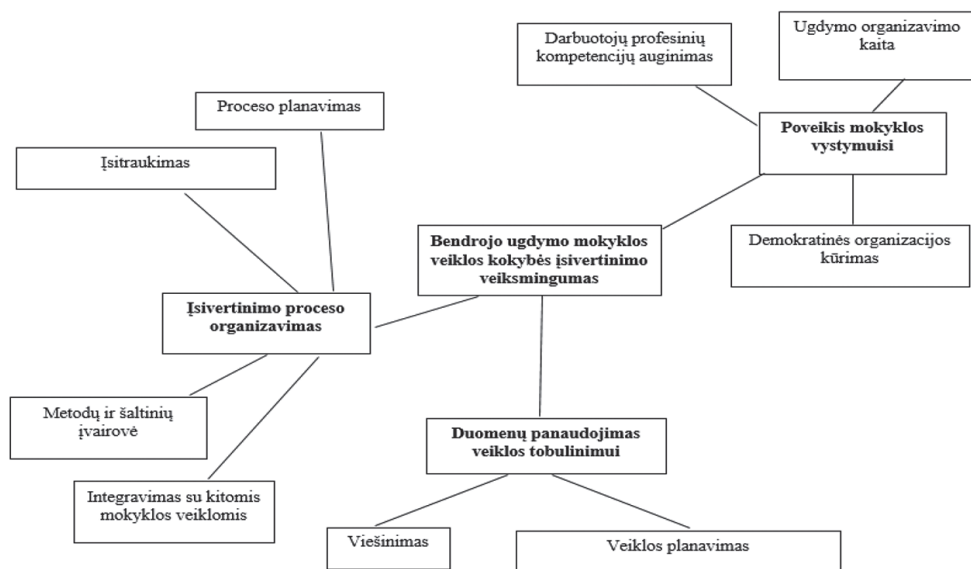 Darbuotojų profesinių
kompetencijų auginimas
Ugdymo organizavimo
kaita
Proceso planavimas
Poveikis mokyklos
vystymuisi
Įsitraukimas
Bendrojo ugdymo mokyklos
veiklos kokybės įsivertinimo
veiksmingumas
Demokratinės organizacijos
kūrimas
Įsivertinimo proceso
organizavimas
Metodų ir šaltinių
įvairovė
Duomenų panaudojimas
veiklos tobulinimui
Integravimas su kitomis
mokyklos veiklomis
Viešinimas
Veiklos planavimas